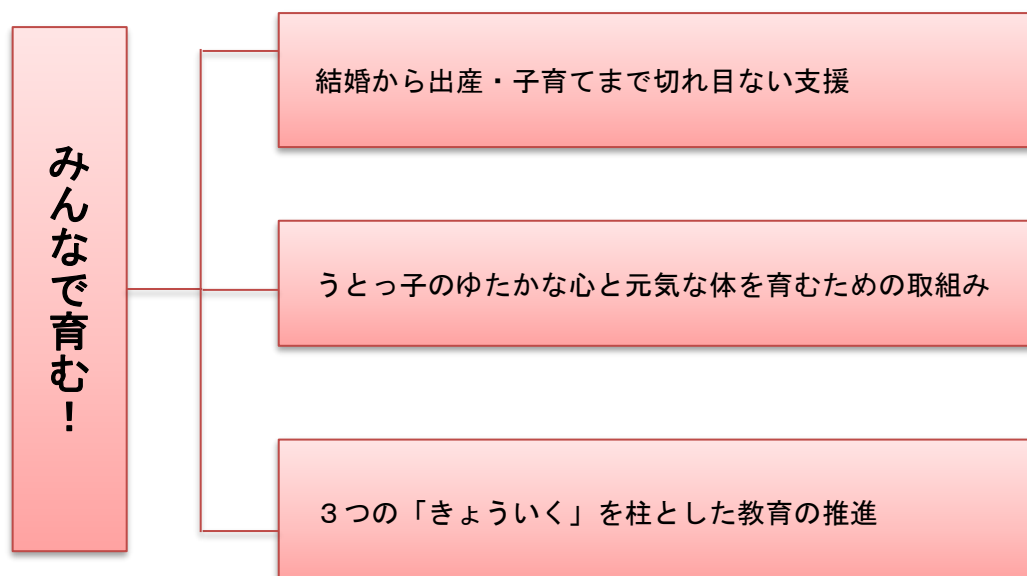 みんなで育む！
結婚から出産・子育てまで切れ目ない支援
うとっ子のゆたかな心と元気な体を育むための取組み
３つの「きょういく」を柱とした教育の推進